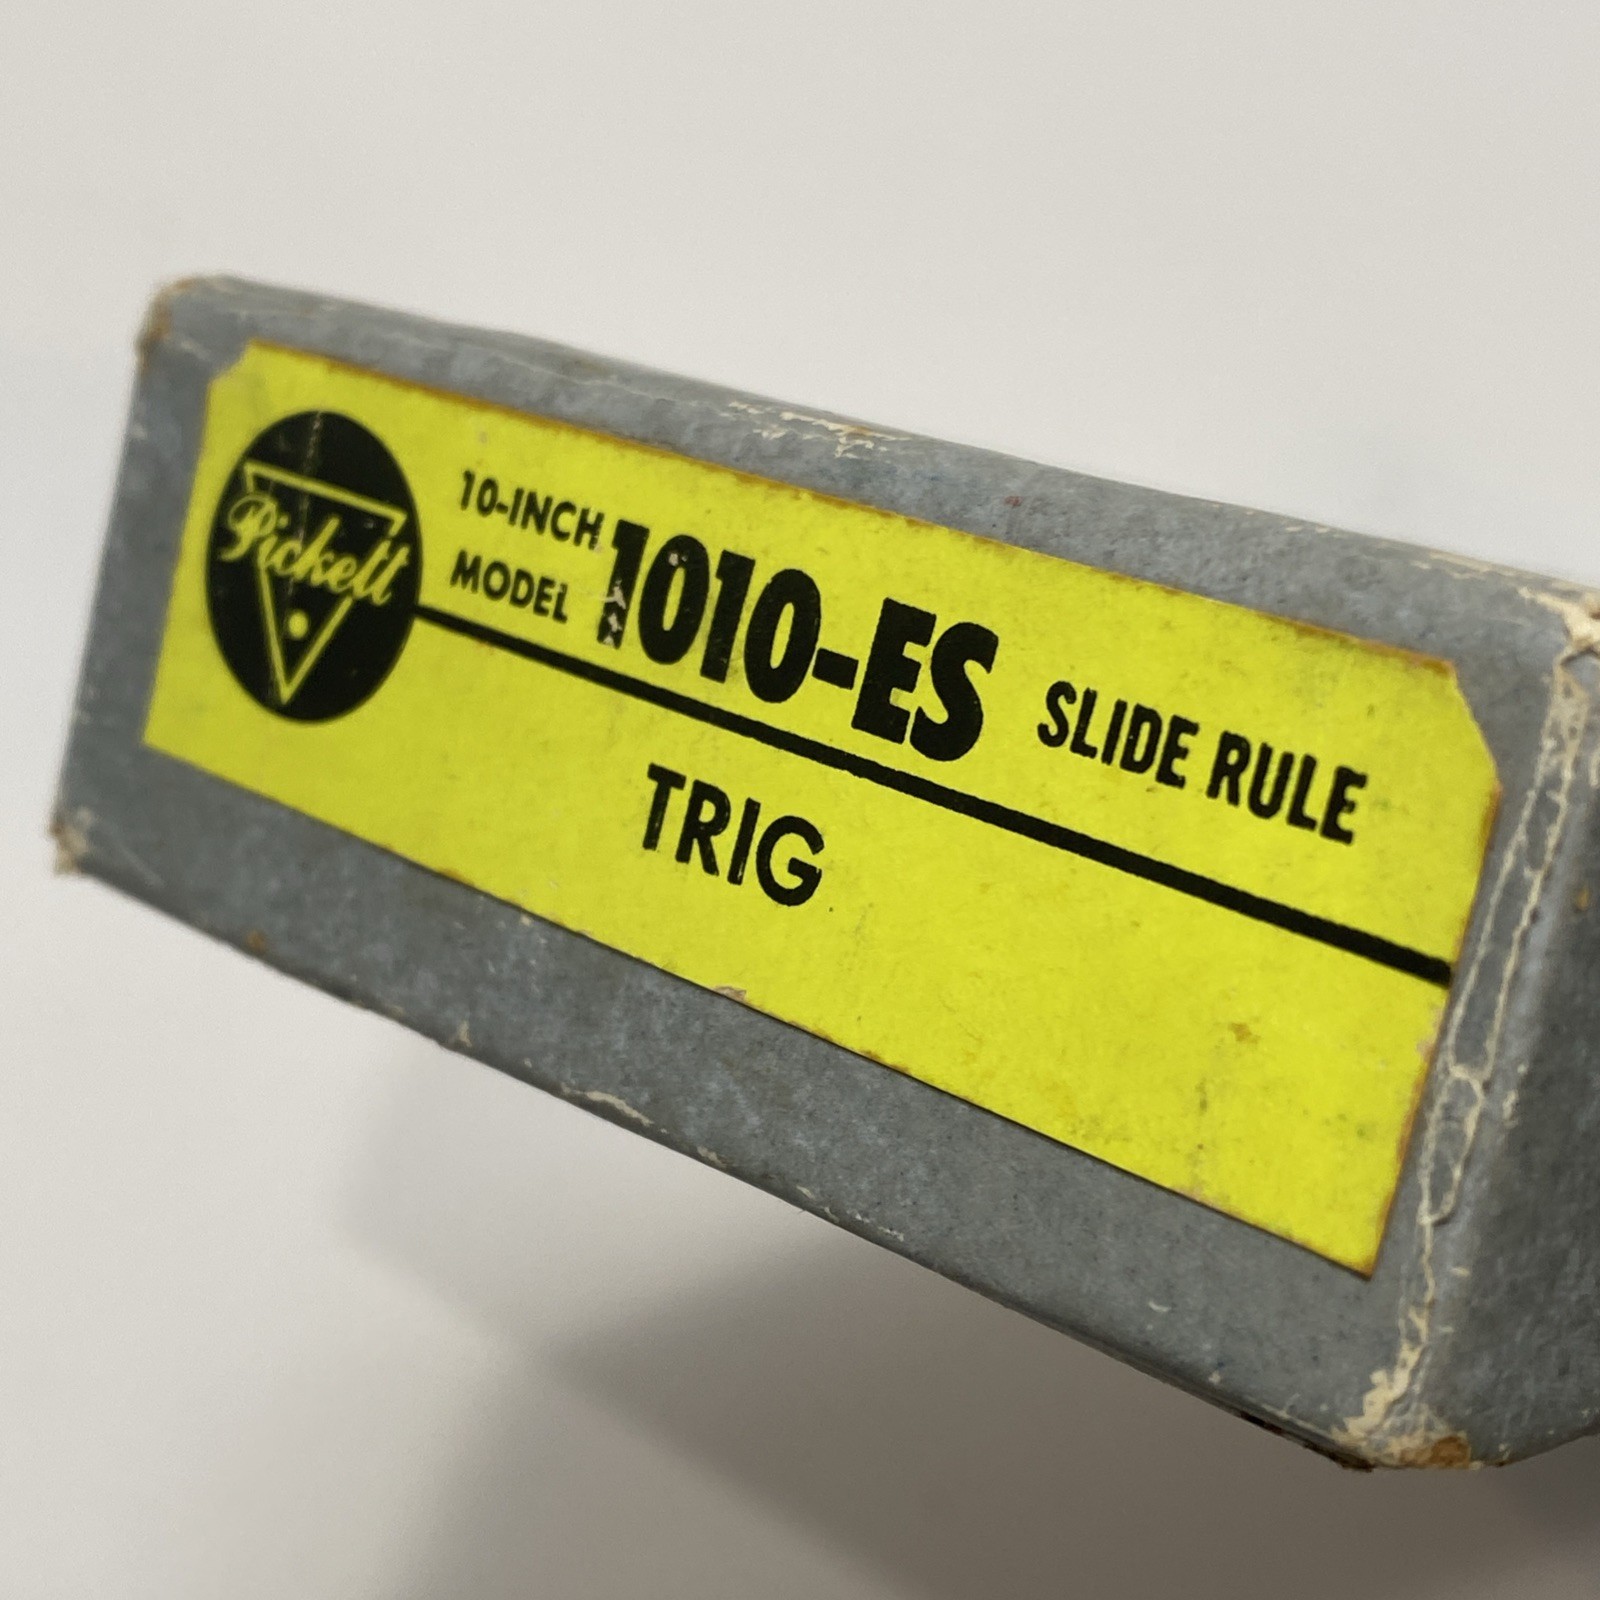 Pickett
10-INCH
MODEL 1010-ES SLIDE RULE
TRIG